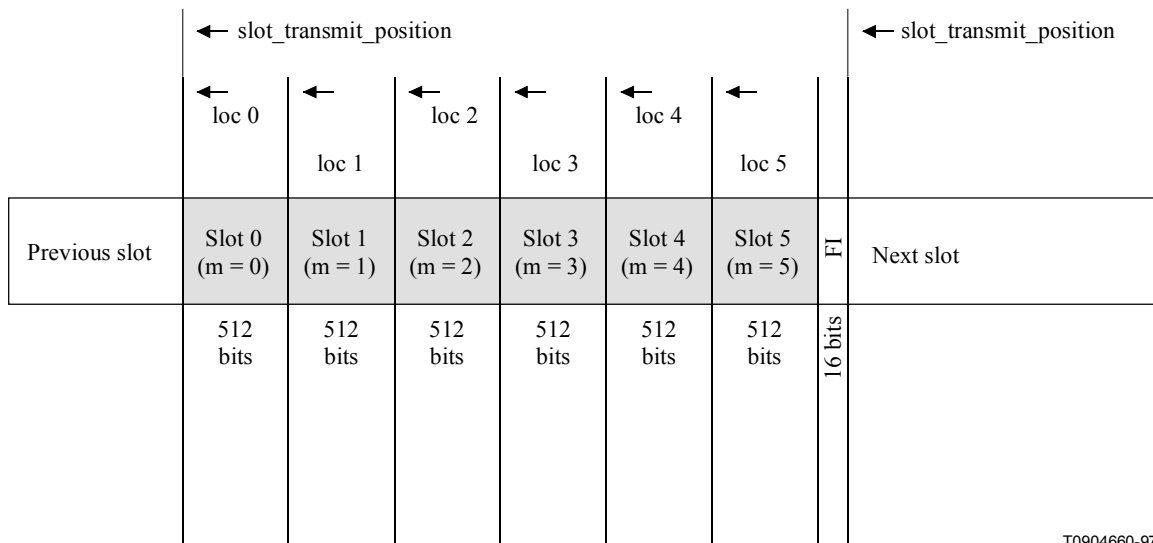 slot_transmit_position
slot_transmit_position
loc 0
loc 2
loc 4
loc 1
loc 3
loc 5
Previous slot
Slot 0
(m = 0)
Slot 1
(m = 1)
Slot 2
(m = 2)
Slot 3
(m = 3)
Slot 4
(m = 4)
Slot 5
(m = 5)
FI
Next slot
512
bits
512
bits
512
bits
512
bits
512
bits
512
bits
16 bits
T0904660-97